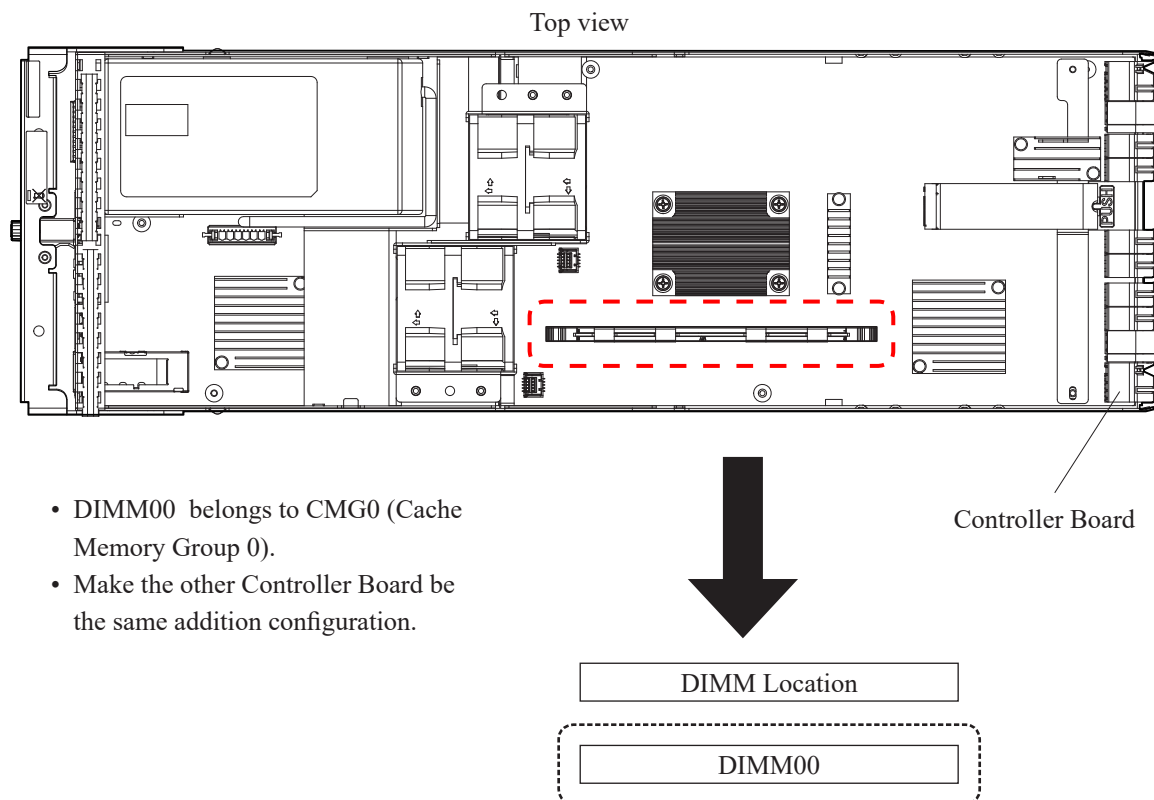 Top view
PUSH
Controller Board
• DIMM00 belongs to CMG0 (Cache
Memory Group 0).
• Make the other Controller Board be
the same addition configuration.
DIMM Location
DIMM00